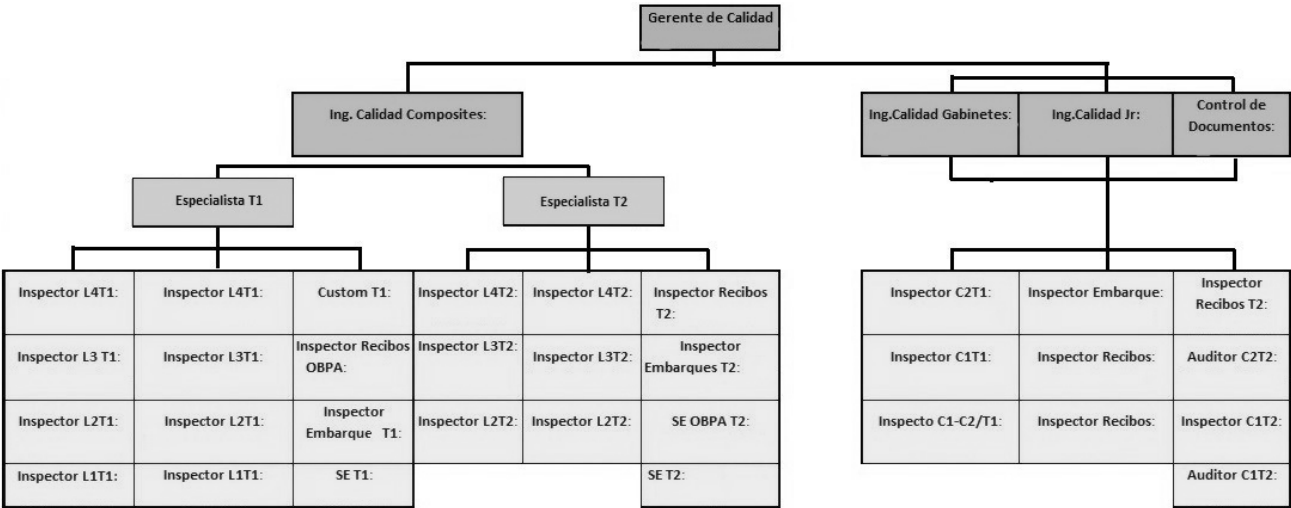 Gerente de Calidad
Ing. Calidad Composites:
Ing.Calidad Gabinetes:
Ing.Calidad Jr:
Control de
Documentos:
Especialista T1
Especialista T2
Inspector L4T1:
Inspector L4T1:
Custom T1:
Inspector L4T2:
Inspector L4T2:
Inspector Recibos
T2:
Inspector C2T1:
Inspector Embarque:
Inspector
Recibos T2:
Inspector L3 T1:
Inspector L3T1:
Inspector Recibos
OBPA:
Inspector L3T2:
Inspector L3T2:
Inspector
Embarques T2:
Inspector C1T1:
Inspector Recibos:
Auditor C2T2:
Inspector L2T1:
Inspector L2T1:
Inspector
Embarque T1:
Inspector L2T2:
Inspector L2T2:
SE OBPA T2:
Inspecto C1-C2/T1:
Inspector Recibos:
Inspector C1T2:
Inspector L1T1:
Inspector L1T1:
SE T1:
SE T2:
Auditor C1T2: